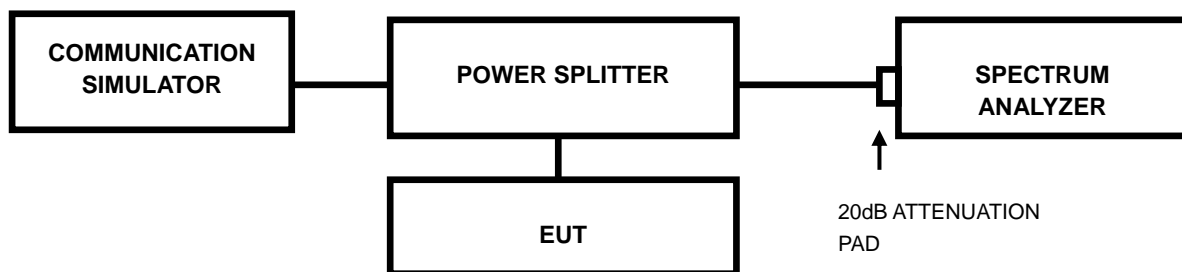 COMMUNICATION
SIMULATOR
POWER SPLITTER
SPECTRUM
ANALYZER
EUT
20dB ATTENUATION
PAD